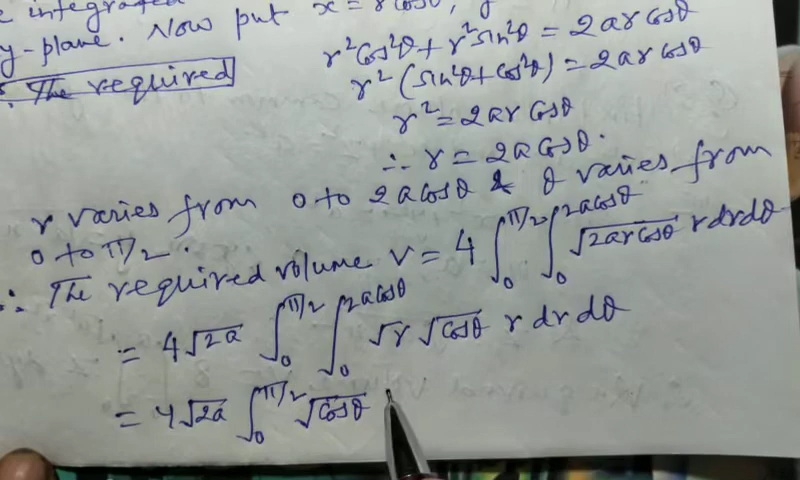 integrated
y-plane. Now put x = r cosθ, y
∴ The required
r²cos²θ + r²sin²θ = 2ar cosθ
r²(sin²θ + cos²θ) = 2ar cosθ
r² = 2ar cosθ
∴ r = 2a cosθ.
r varies from 0 to 2a cosθ & θ varies from
0 to π/2.
∴ The required volume V = 4 ∫₀^{π/2} ∫₀^{2a cosθ} √(2ar cosθ) r dr dθ
= 4√(2a) ∫₀^{π/2} ∫₀^{2a cosθ} √r √(cosθ) r dr dθ
= 4√(2a) ∫₀^{π/2} √(cosθ)